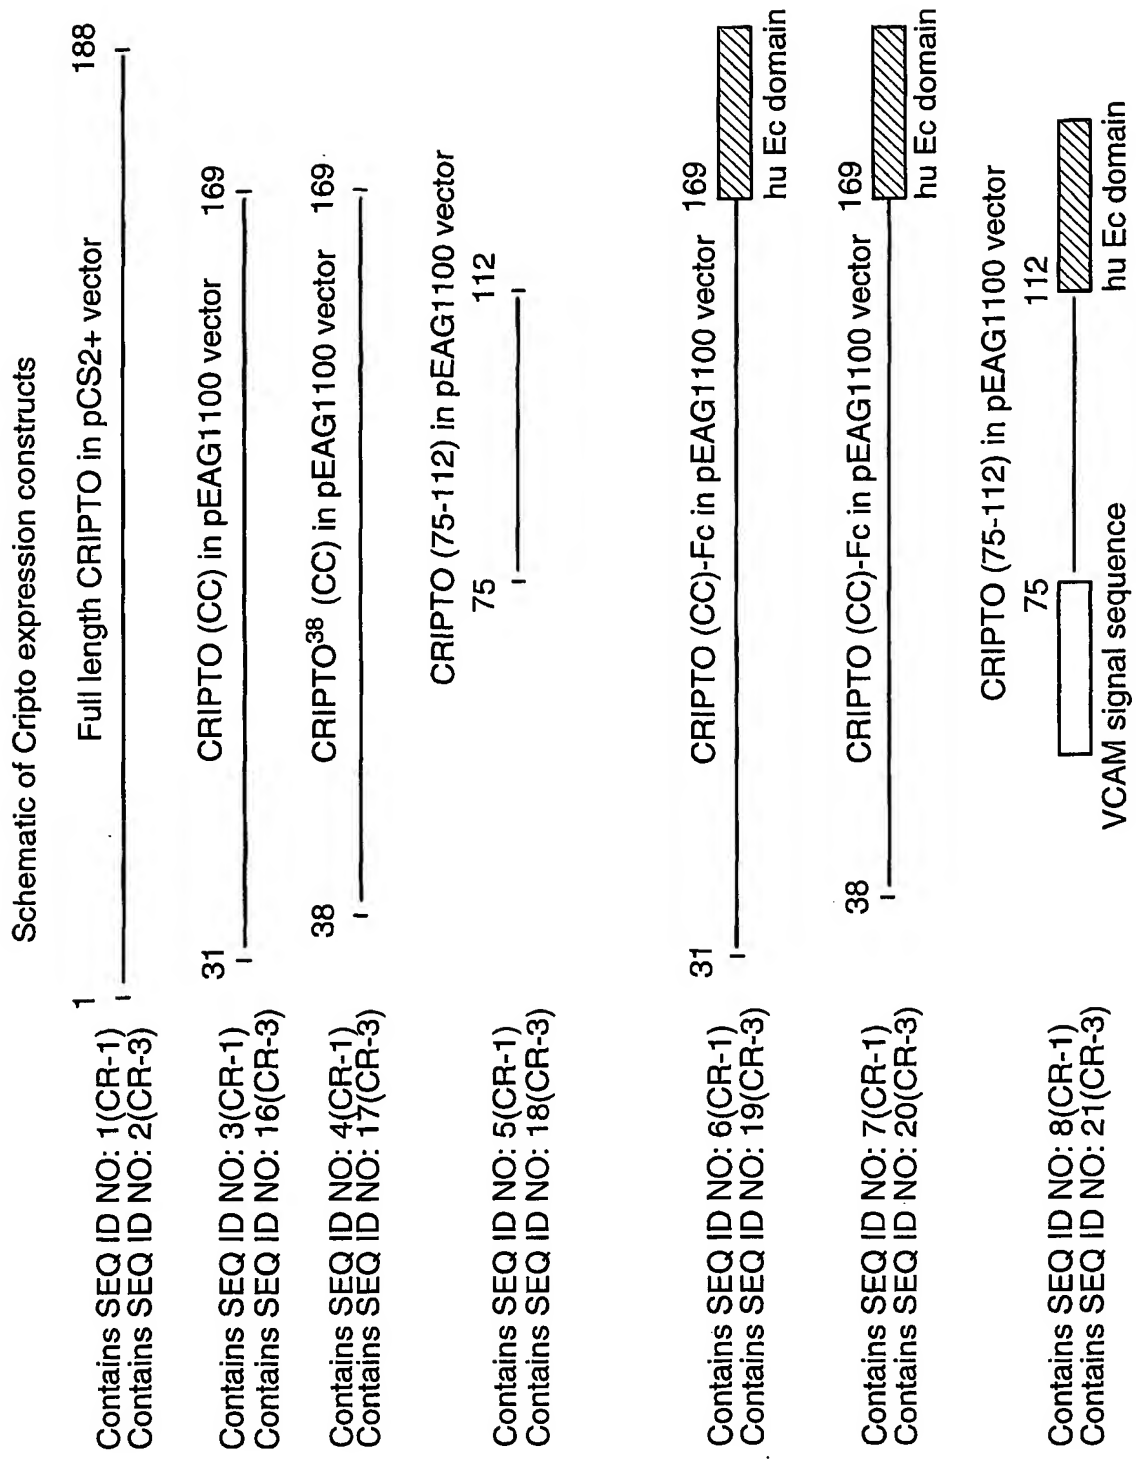 Schematic of Cripto expression constructs
Full length CRIPTO in pCS2+ vector
1
188
Contains SEQ ID NO: 1(CR-1)
Contains SEQ ID NO: 2(CR-3)
CRIPTO (CC) in pEAG1100 vector
31
169
Contains SEQ ID NO: 3(CR-1)
Contains SEQ ID NO: 16(CR-3)
CRIPTO³⁸ (CC) in pEAG1100 vector
38
169
Contains SEQ ID NO: 4(CR-1)
Contains SEQ ID NO: 17(CR-3)
CRIPTO (75-112) in pEAG1100 vector
75
112
Contains SEQ ID NO: 5(CR-1)
Contains SEQ ID NO: 18(CR-3)
CRIPTO (CC)-Fc in pEAG1100 vector
31
169
hu Ec domain
Contains SEQ ID NO: 6(CR-1)
Contains SEQ ID NO: 19(CR-3)
CRIPTO (CC)-Fc in pEAG1100 vector
38
169
hu Ec domain
Contains SEQ ID NO: 7(CR-1)
Contains SEQ ID NO: 20(CR-3)
CRIPTO (75-112) in pEAG1100 vector
75
112
VCAM signal sequence
hu Ec domain
Contains SEQ ID NO: 8(CR-1)
Contains SEQ ID NO: 21(CR-3)